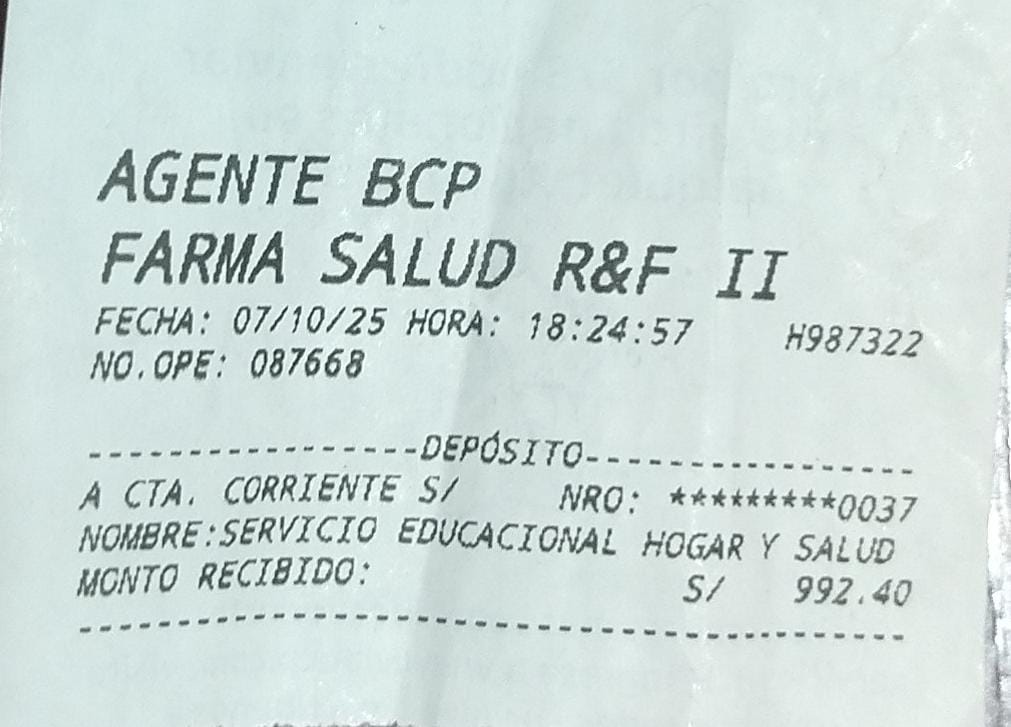 AGENTE BCP
FARMA SALUD R&F II
FECHA: 07/10/25 HORA: 18:24:57 H987322
NO.OPE: 087668
-----------------DEPÓSITO-----------------
A CTA. CORRIENTE S/ NRO: **********0037
NOMBRE:SERVICIO EDUCACIONAL HOGAR Y SALUD
MONTO RECIBIDO: S/ 992.40
------------------------------------------